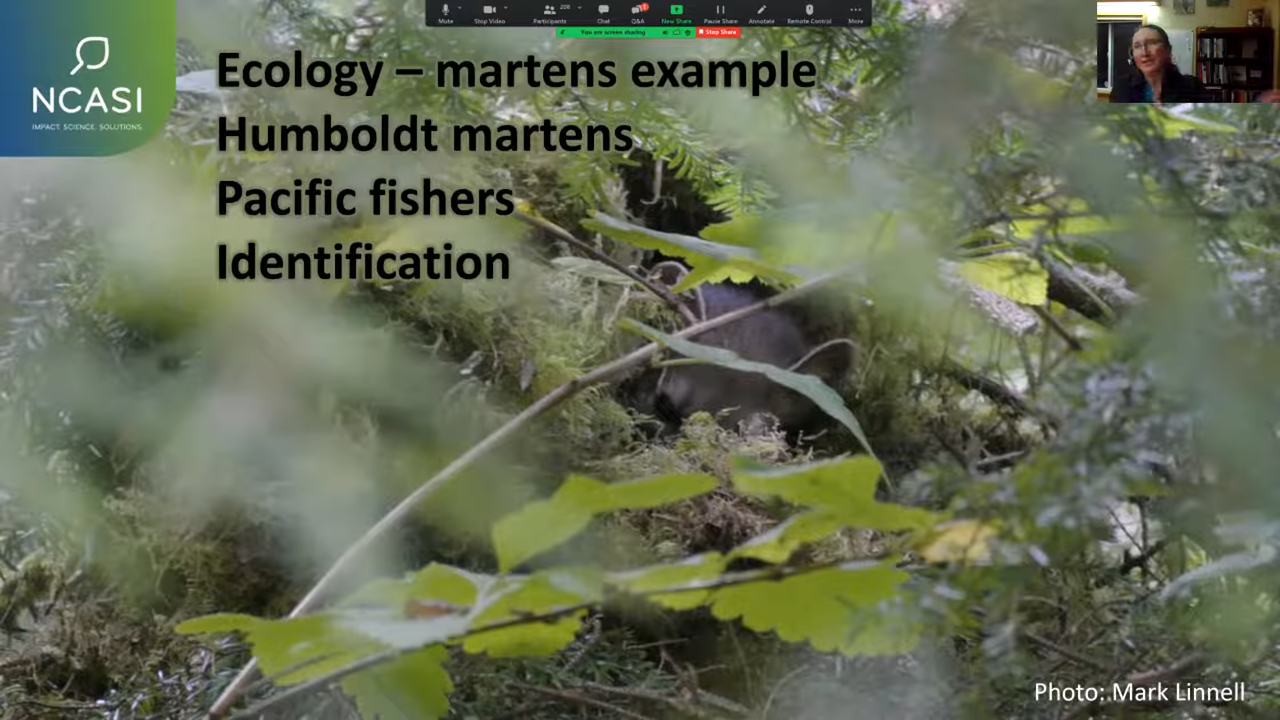 Mute
Stop Video
Participants
208
Chat
Q&A
New Share
Pause Share
Annotate
Remote Control
More
You are screen sharing
Stop Share
NCASI
IMPACT. SCIENCE. SOLUTIONS.
Ecology – martens example
Humboldt martens
Pacific fishers
Identification
Photo: Mark Linnell